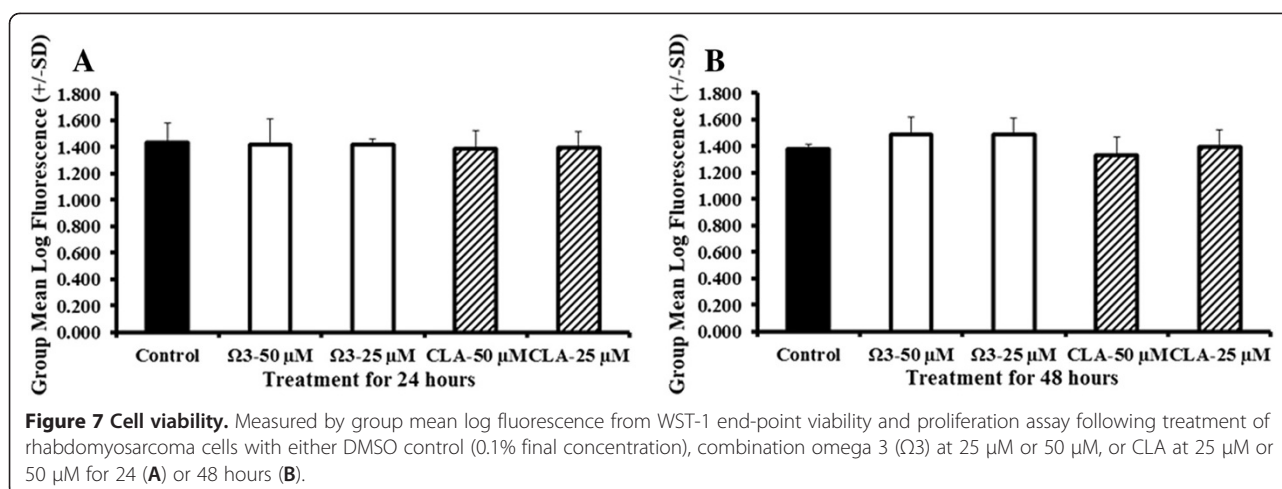 A
Group Mean Log Fluorescence (+/-SD)
1.800
1.600
1.400
1.200
1.000
0.800
0.600
0.400
0.200
0.000
Control Ω3-50 µM Ω3-25 µM CLA-50 µM CLA-25 µM
Treatment for 24 hours
B
Group Mean Log Fluorescence (+/-SD)
1.800
1.600
1.400
1.200
1.000
0.800
0.600
0.400
0.200
0.000
Control Ω3-50 µM Ω3-25 µM CLA-50 µM CLA-25 µM
Treatment for 48 hours
Figure 7 Cell viability. Measured by group mean log fluorescence from WST-1 end-point viability and proliferation assay following treatment of
rhabdomyosarcoma cells with either DMSO control (0.1% final concentration), combination omega 3 (Ω3) at 25 µM or 50 µM, or CLA at 25 µM or
50 µM for 24 (A) or 48 hours (B).